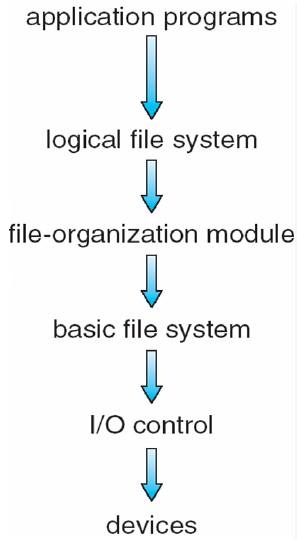 application programs
logical file system
file-organization module
basic file system
I/O control
devices